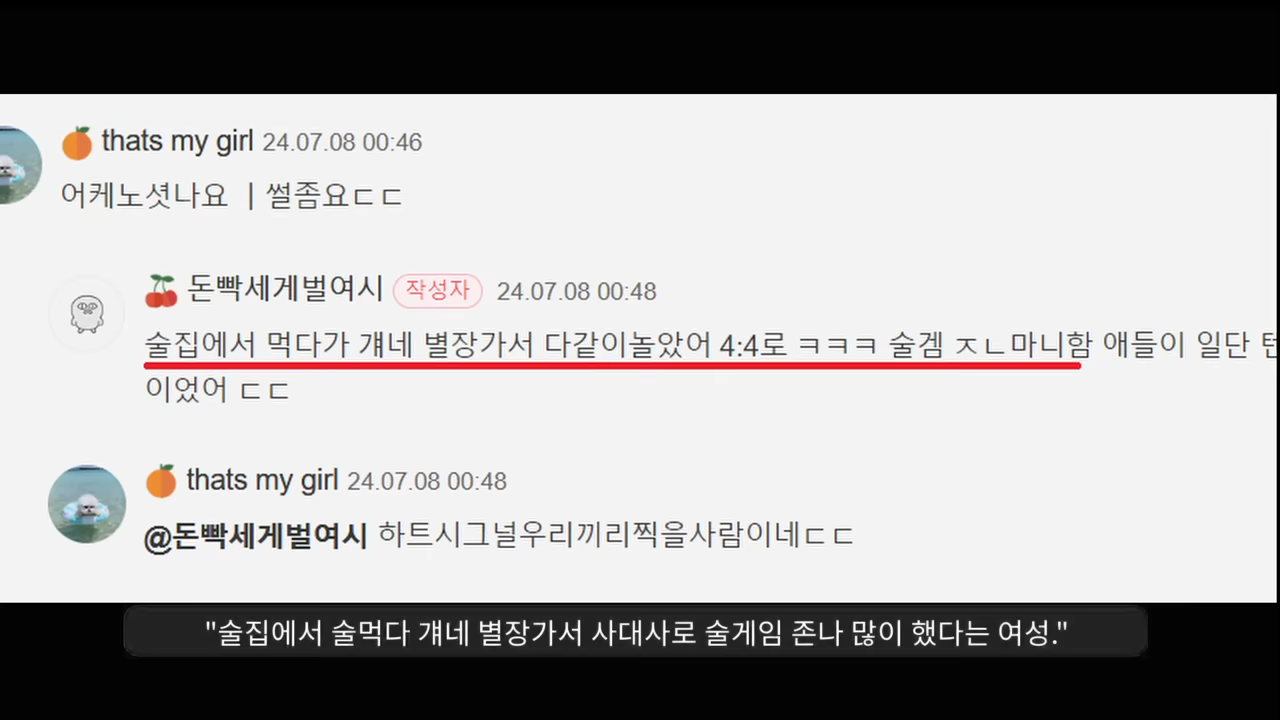 thats my girl 24.07.08 00:46
어케노셧나요 | 썰좀요ㄷㄷ
돈빡세게벌여시 작성자 24.07.08 00:48
술집에서 먹다가 걔네 별장가서 다같이놀았어 4:4로 ㅋㅋㅋ 술겜 ㅈㄴ마니함 애들이 일단
이었어 ㄷㄷ
thats my girl 24.07.08 00:48
@돈빡세게벌여시 하트시그널우리끼리찍을사람이네ㄷㄷ
"술집에서 술먹다 걔네 별장가서 사대사로 술게임 존나 많이 했다는 여성."